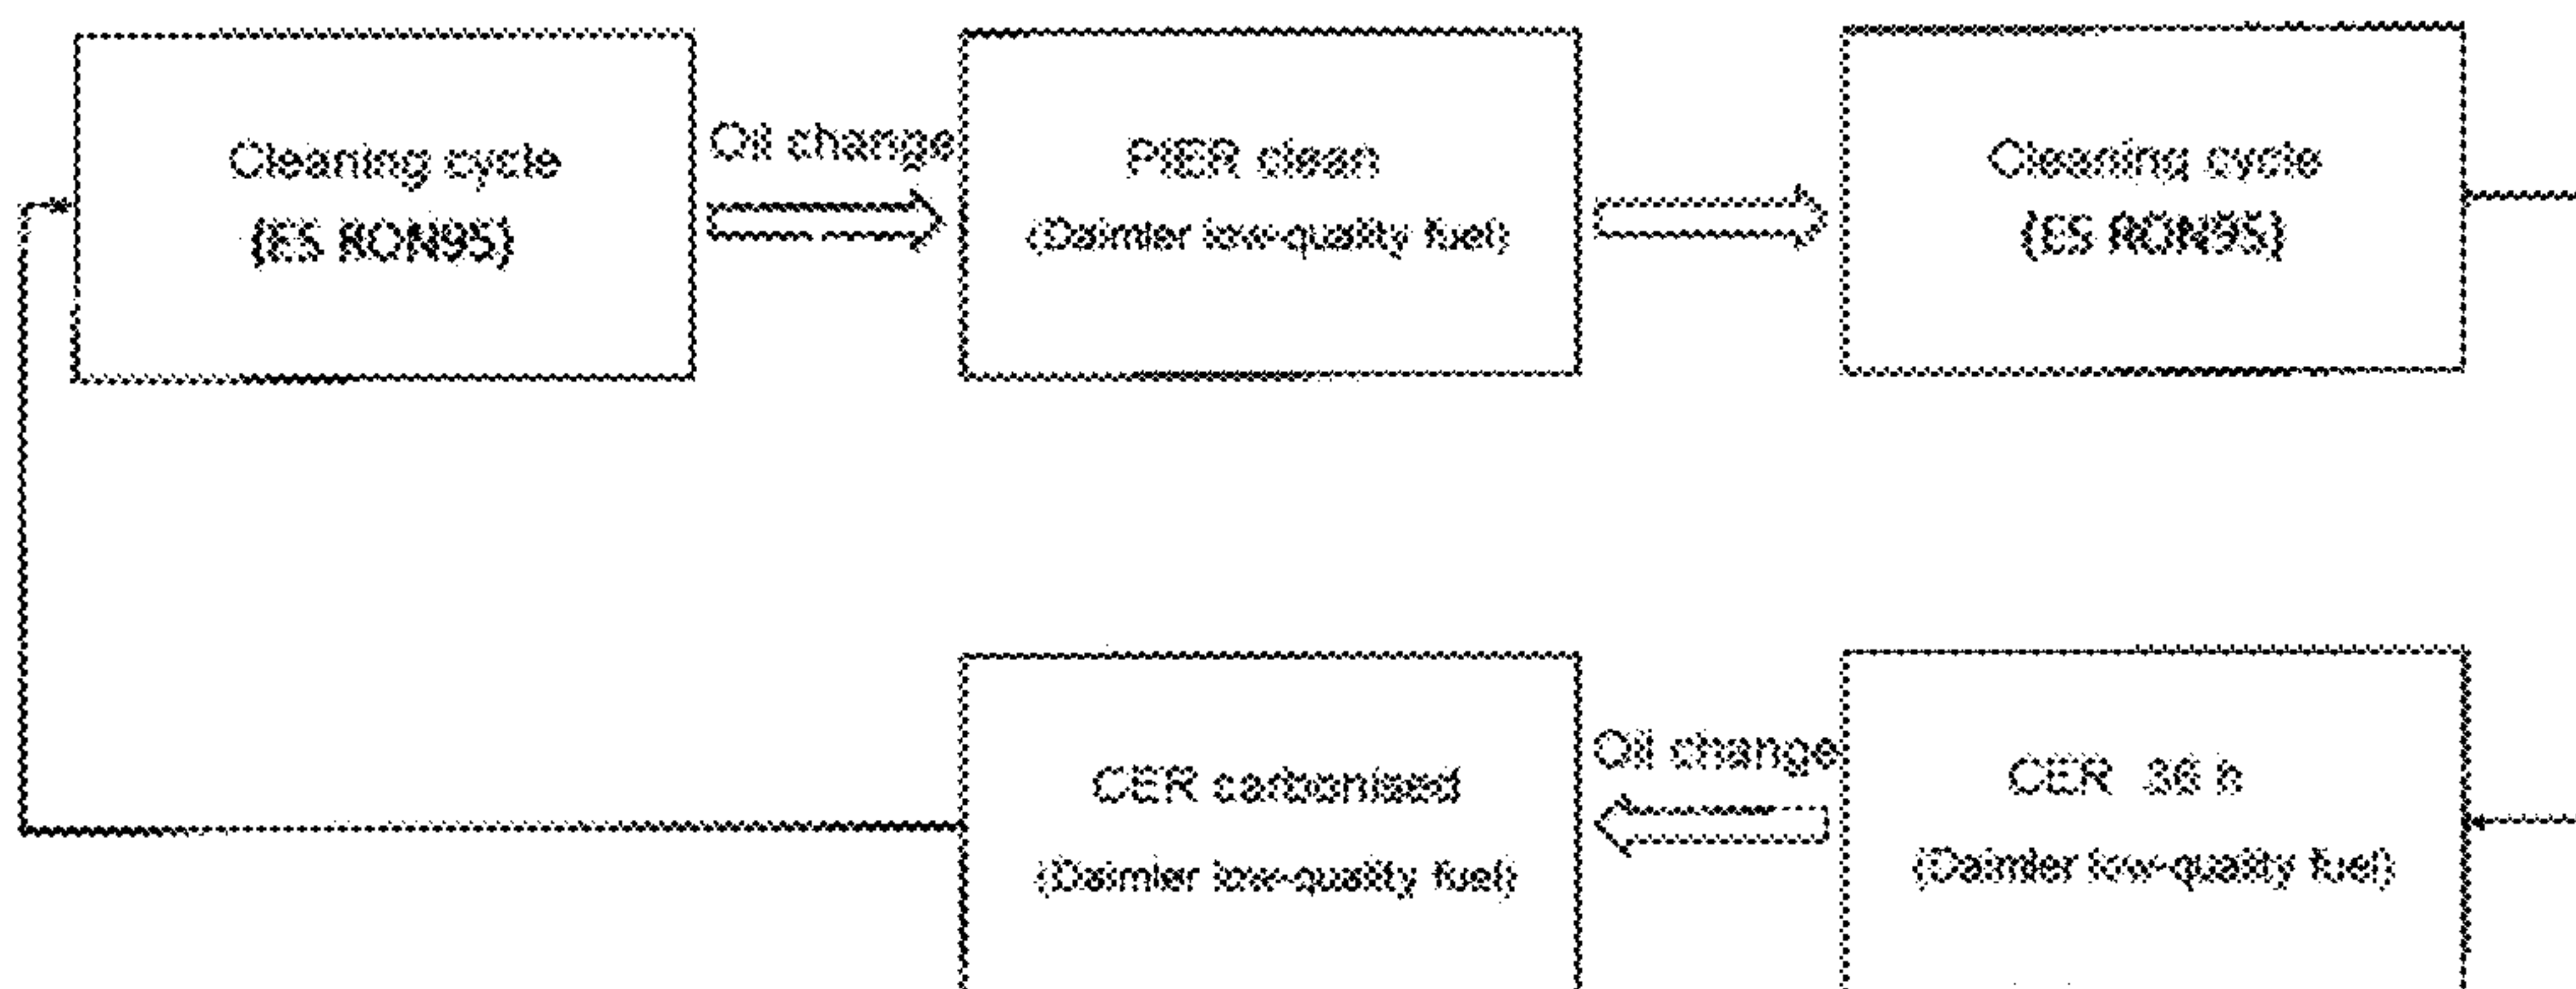 Cleaning cycle
(ES RON95)
Oil change
PIER clean
(Daimler low-quality fuel)
Cleaning cycle
(ES RON95)
CER carbonised
(Daimler low-quality fuel)
Oil change
CER 36 h
(Daimler low-quality fuel)